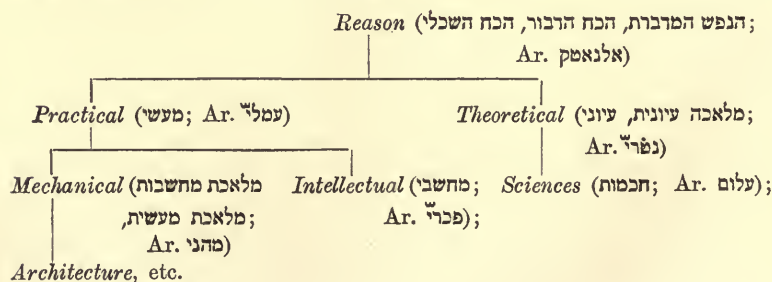 Reason (הנפש המדברת, הכח הדבור, הכח השכלי;
Ar. אלנאטק)
Practical (מעשי; Ar. עמלי)
Theoretical (מלאכה עיונית, עיוני;
Ar. נט̇רי)
Mechanical (מלאכת מחשבות
מלאכת מעשית,
Ar. מהני)
Intellectual (מחשבי;
Ar. פכרי);
Sciences (חכמות; Ar. עלום);
Architecture, etc.